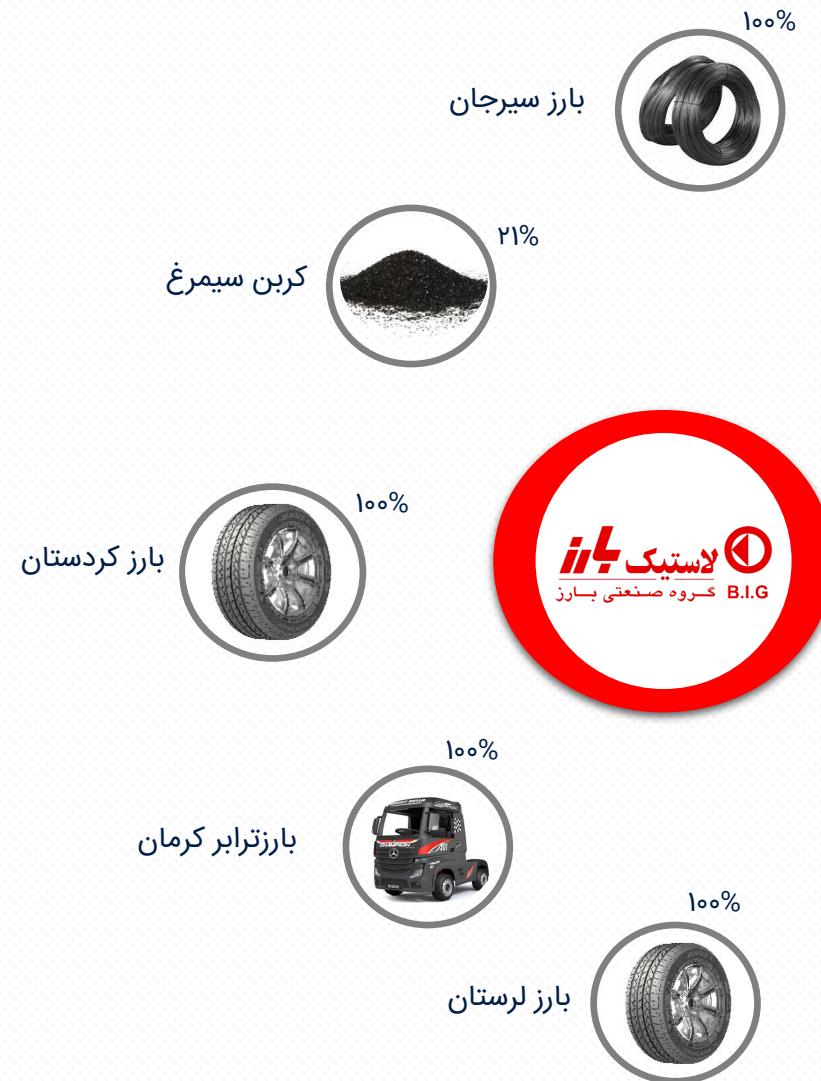 ۱۰۰%
بارز سیرجان
۲۱%
کربن سیمرغ
۱۰۰%
بارز کردستان
لاستیک بارز
گروه صنعتی بارز B.I.G
۱۰۰%
بارزترابر کرمان
۱۰۰%
بارز لرستان